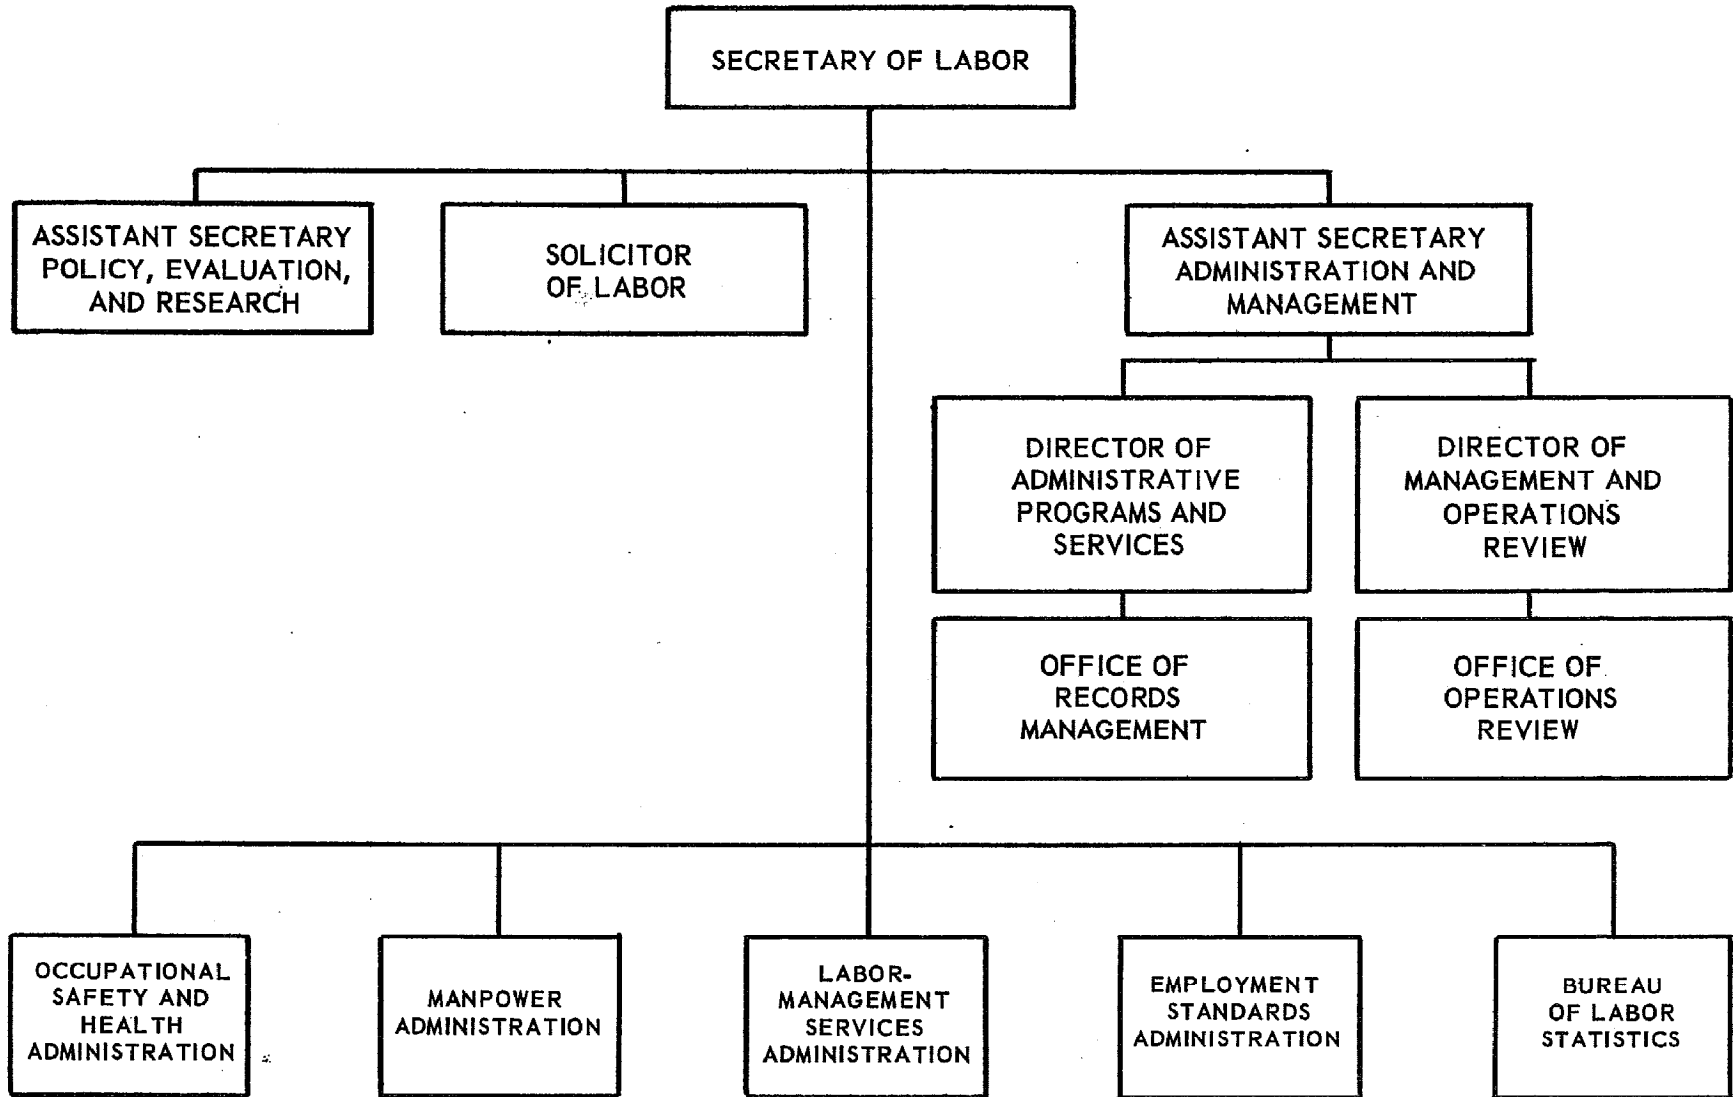 SECRETARY OF LABOR
ASSISTANT SECRETARY
POLICY, EVALUATION,
AND RESEARCH
SOLICITOR
OF LABOR
ASSISTANT SECRETARY
ADMINISTRATION AND
MANAGEMENT
DIRECTOR OF
ADMINISTRATIVE
PROGRAMS AND
SERVICES
DIRECTOR OF
MANAGEMENT AND
OPERATIONS
REVIEW
OFFICE OF
RECORDS
MANAGEMENT
OFFICE OF
OPERATIONS
REVIEW
OCCUPATIONAL
SAFETY AND
HEALTH
ADMINISTRATION
MANPOWER
ADMINISTRATION
LABOR-
MANAGEMENT
SERVICES
ADMINISTRATION
EMPLOYMENT
STANDARDS
ADMINISTRATION
BUREAU
OF LABOR
STATISTICS